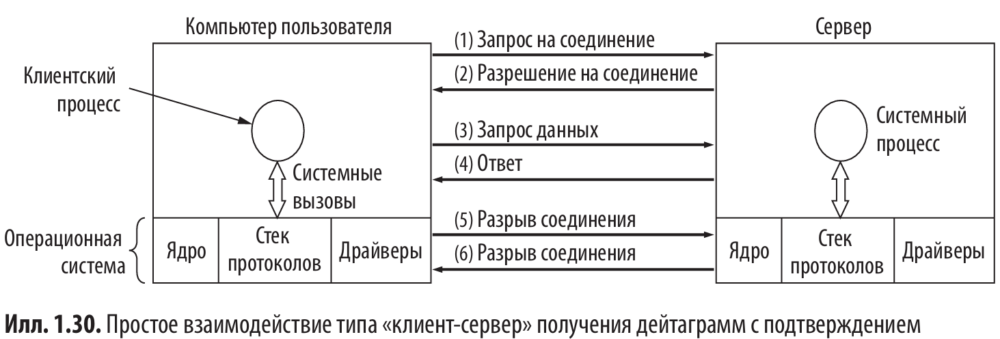 Компьютер пользователя
Сервер
(1) Запрос на соединение
(2) Разрешение на соединение
Клиентский
процесс
(3) Запрос данных
Системный
процесс
(4) Ответ
Системные
вызовы
(5) Разрыв соединения
(6) Разрыв соединения
Операционная
система
Ядро
Стек
протоколов
Драйверы
Ядро
Стек
протоколов
Драйверы
Илл. 1.30. Простое взаимодействие типа «клиент-сервер» получения дейтаграмм с подтверждением